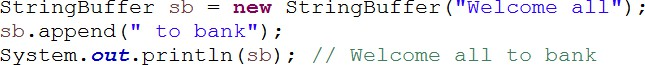 StringBuffer sb = new StringBuffer("Welcome all");
sb.append(" to bank");
System.out.println(sb); // Welcome all to bank